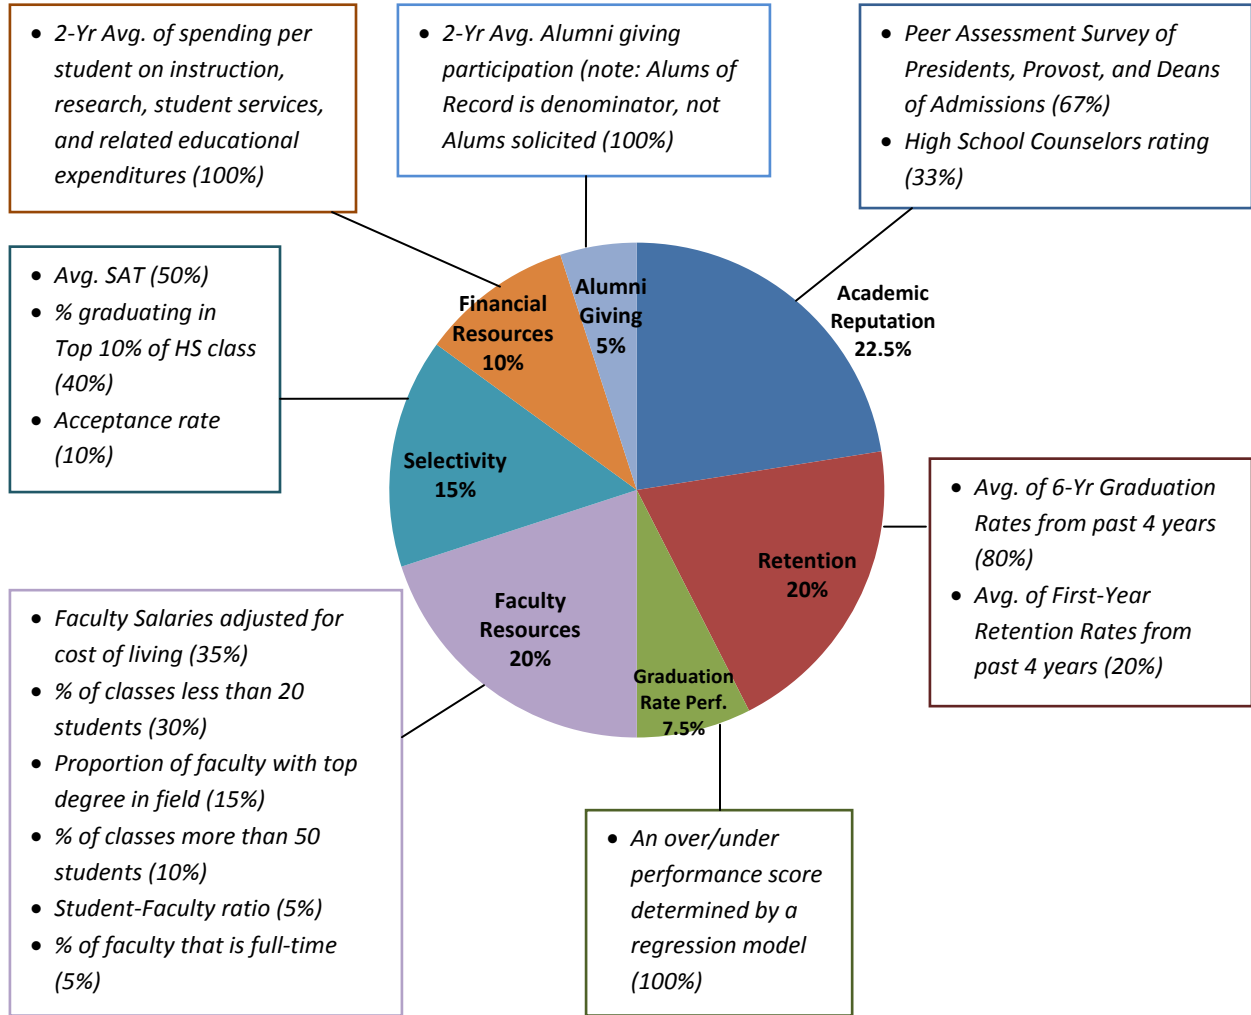 • 2-Yr Avg. of spending per
student on instruction,
research, student services,
and related educational
expenditures (100%)
• 2-Yr Avg. Alumni giving
participation (note: Alums of
Record is denominator, not
Alums solicited (100%)
• Peer Assessment Survey of
Presidents, Provost, and Deans
of Admissions (67%)
• High School Counselors rating
(33%)
• Avg. SAT (50%)
• % graduating in
Top 10% of HS class
(40%)
• Acceptance rate
(10%)
Financial
Resources
10%
Alumni
Giving
5%
Academic
Reputation
22.5%
Selectivity
15%
Retention
20%
Faculty
Resources
20%
Graduation
Rate Perf.
7.5%
• Avg. of 6-Yr Graduation
Rates from past 4 years
(80%)
• Avg. of First-Year
Retention Rates from
past 4 years (20%)
• Faculty Salaries adjusted for
cost of living (35%)
• % of classes less than 20
students (30%)
• Proportion of faculty with top
degree in field (15%)
• % of classes more than 50
students (10%)
• Student-Faculty ratio (5%)
• % of faculty that is full-time
(5%)
• An over/under
performance score
determined by a
regression model
(100%)